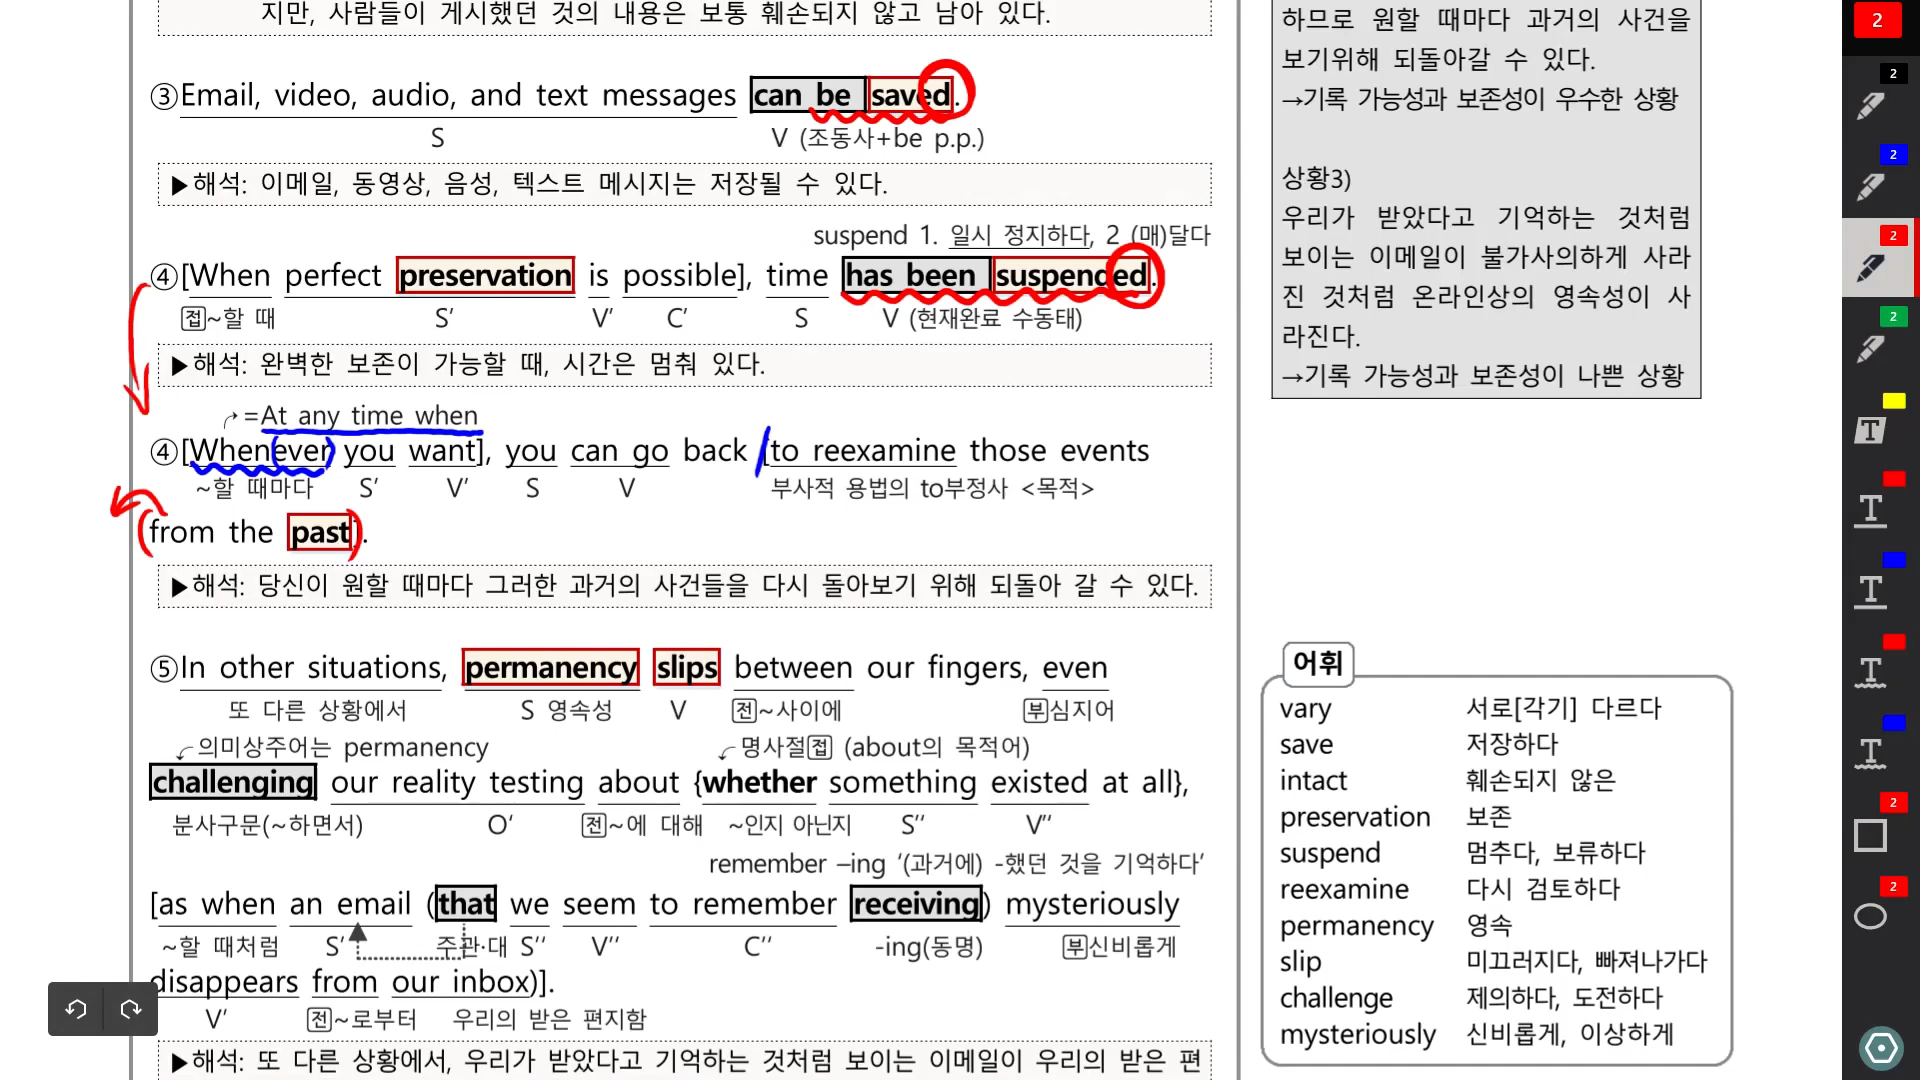 지만, 사람들이 게시했던 것의 내용은 보통 훼손되지 않고 남아 있다.
③Email, video, audio, and text messages can be saved.
S V (조동사+be p.p.)
▶해석: 이메일, 동영상, 음성, 텍스트 메시지는 저장될 수 있다.
suspend 1. 일시 정지하다, 2 (매)달다
④[When perfect preservation is possible], time has been suspended.
접~할 때 S′ V′ C′ S V (현재완료 수동태)
▶해석: 완벽한 보존이 가능할 때, 시간은 멈춰 있다.
=At any time when
④[Whenever you want], you can go back [to reexamine those events
~할 때마다 S′ V′ S V 부사적 용법의 to부정사 <목적>
from the past].
▶해석: 당신이 원할 때마다 그러한 과거의 사건들을 다시 돌아보기 위해 되돌아 갈 수 있다.
⑤In other situations, permanency slips between our fingers, even
또 다른 상황에서 S 영속성 V 전~사이에 부심지어
의미상주어는 permanency 명사절접 (about의 목적어)
challenging our reality testing about {whether something existed at all},
분사구문(~하면서) O‘ 전~에 대해 ~인지 아닌지 S′′ V′′
remember –ing ‘(과거에) -했던 것을 기억하다’
[as when an email (that we seem to remember receiving) mysteriously
~할 때처럼 S′ 주관·대 S′′ V′′ C′′ -ing(동명) 부신비롭게
disappears from our inbox)].
V′ 전~로부터 우리의 받은 편지함
▶해석: 또 다른 상황에서, 우리가 받았다고 기억하는 것처럼 보이는 이메일이 우리의 받은 편
하므로 원할 때마다 과거의 사건을
보기위해 되돌아갈 수 있다.
→기록 가능성과 보존성이 우수한 상황
상황3)
우리가 받았다고 기억하는 것처럼
보이는 이메일이 불가사의하게 사라
진 것처럼 온라인상의 영속성이 사
라진다.
→기록 가능성과 보존성이 나쁜 상황
어휘
vary 서로[각기] 다르다
save 저장하다
intact 훼손되지 않은
preservation 보존
suspend 멈추다, 보류하다
reexamine 다시 검토하다
permanency 영속
slip 미끄러지다, 빠져나가다
challenge 제의하다, 도전하다
mysteriously 신비롭게, 이상하게
2
2
2
2
2
T
T
T
T
T
2
2